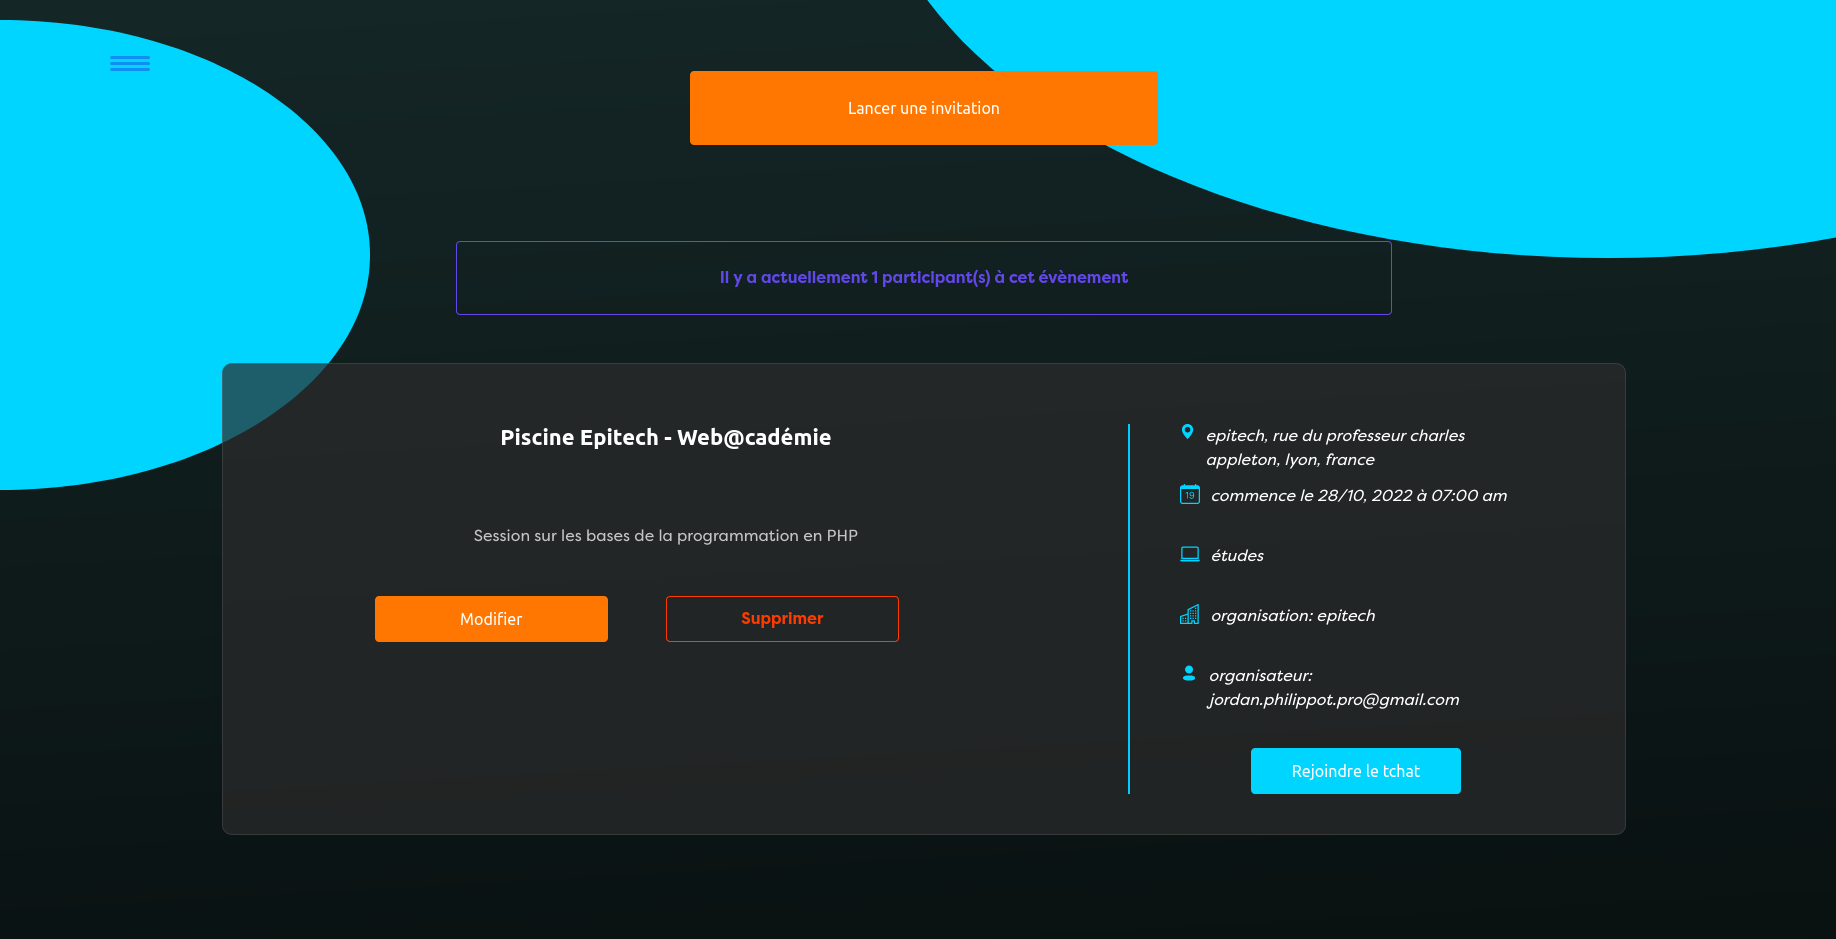 Lancer une invitation
Il y a actuellement 1 participant(s) à cet évènement
Piscine Epitech - Web@cadémie
Session sur les bases de la programmation en PHP
Modifier
Supprimer
epitech, rue du professeur charles
appleton, lyon, france
19
commence le 28/10, 2022 à 07:00 am
études
organisation: epitech
organisateur:
jordan.philippot.pro@gmail.com
Rejoindre le tchat